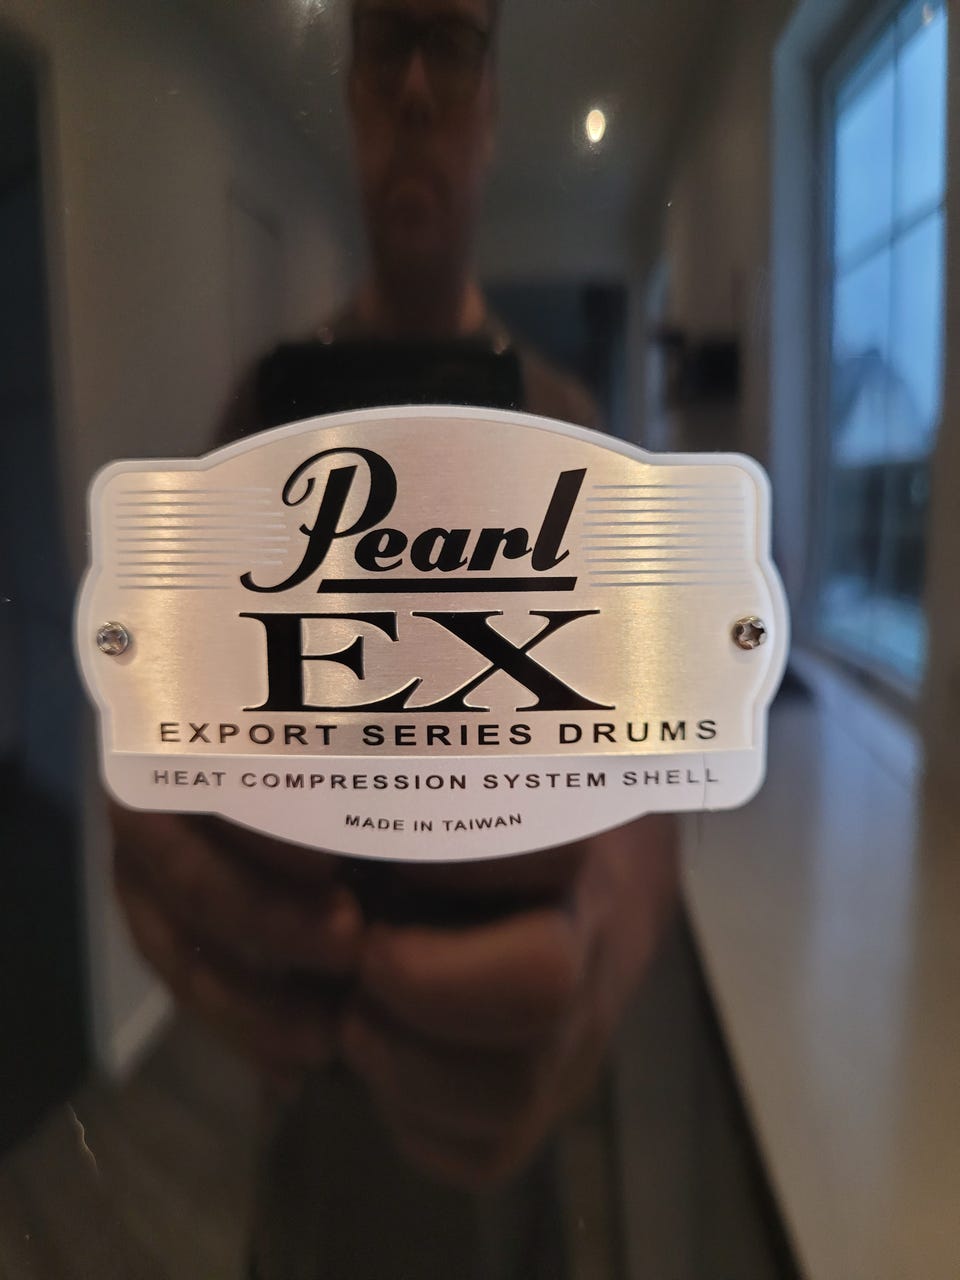 Pearl
EX
EXPORT SERIES DRUMS
HEAT COMPRESSION SYSTEM SHELL
MADE IN TAIWAN